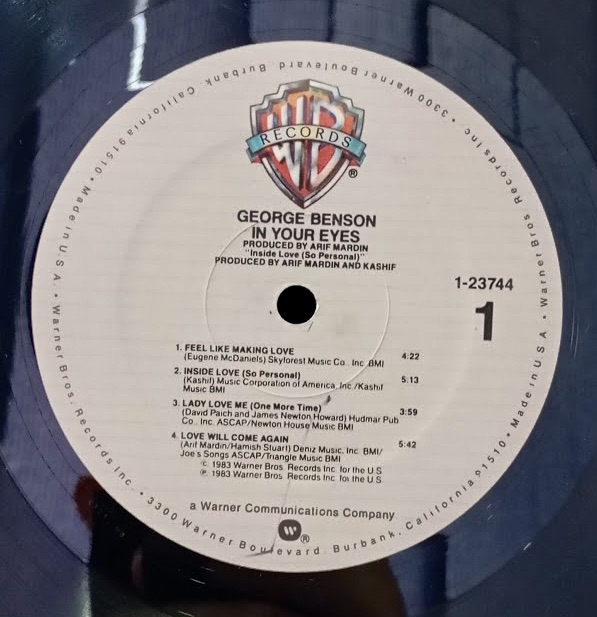 RECORDS
®
GEORGE BENSON
IN YOUR EYES
PRODUCED BY ARIF MARDIN
"Inside Love (So Personal)"
PRODUCED BY ARIF MARDIN AND KASHIF
1-23744
1
1. FEEL LIKE MAKING LOVE 4:22
(Eugene McDaniels) Skyforest Music Co., Inc. BMI
2. INSIDE LOVE (So Personal) 5:13
(Kashif) Music Corporation of America, Inc./Kashif
Music BMI
3. LADY LOVE ME (One More Time) 3:59
(David Paich and James Newton Howard) Hudmar Pub
Co., Inc. ASCAP/Newton House Music BMI
4. LOVE WILL COME AGAIN 5:42
(Arif Mardin/Hamish Stuart) Deniz Music, Inc. BMI/
Joe's Songs ASCAP/Triangle Music BMI
© 1983 Warner Bros. Records Inc. for the U.S.
℗ 1983 Warner Bros. Records Inc. for the U.S.
a Warner Communications Company
®
Warner Bros. Records Inc. • 3300 Warner Boulevard, Burbank, California 91510 • Made in U.S.A. •
Warner Bros. Records Inc. • 3300 Warner Boulevard, Burbank, California 91510 • Made in U.S.A. •